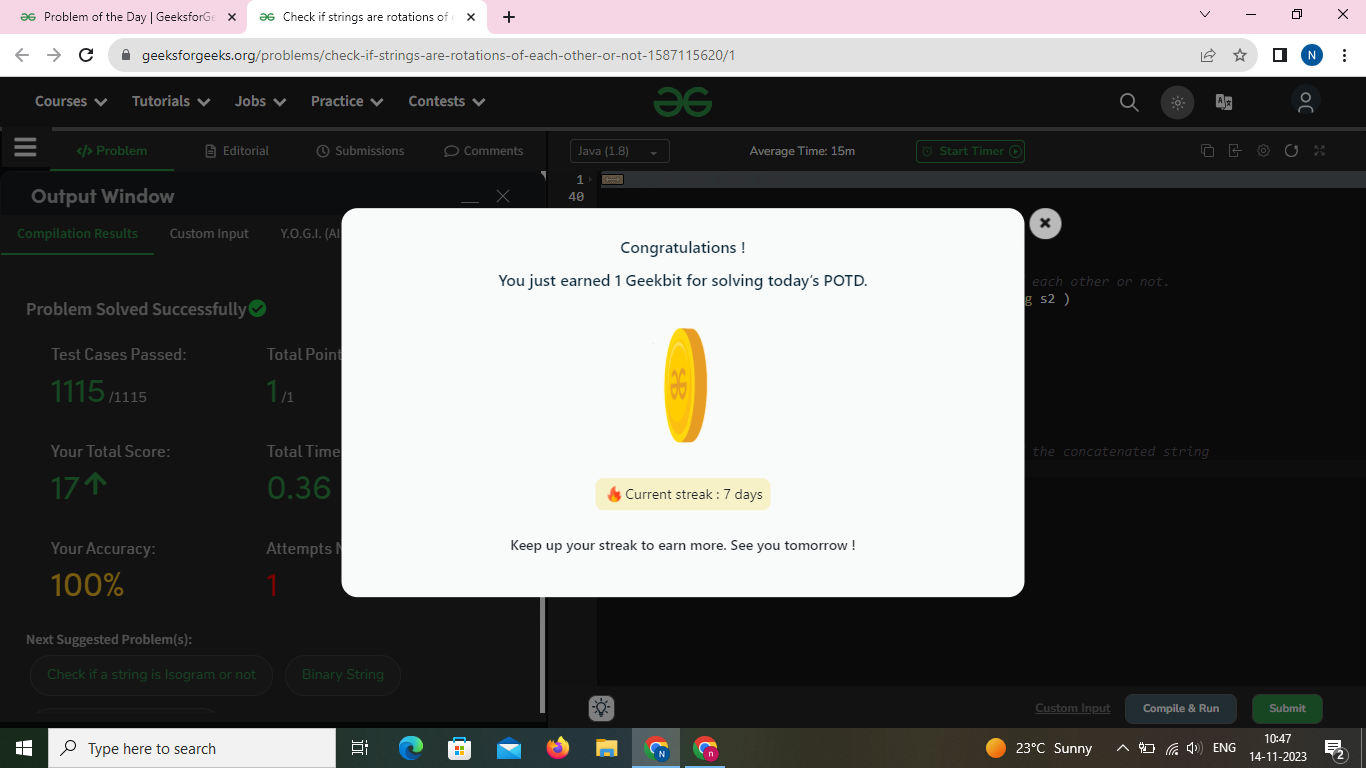 Problem of the Day | GeeksforGe
Check if strings are rotations of e
geeksforgeeks.org/problems/check-if-strings-are-rotations-of-each-other-or-not-1587115620/1
N
Courses
Tutorials
Jobs
Practice
Contests
Problem
Editorial
Submissions
Comments
Java (1.8)
Average Time: 15m
Start Timer
Output Window
1
40
Compilation Results
Custom Input
Y.O.G.I. (AI
Congratulations !
You just earned 1 Geekbit for solving today’s POTD.
each other or not.
g s2 )
Problem Solved Successfully
Test Cases Passed:
Total Point
1115 /1115
1 /1
Your Total Score:
Total Time
17
0.36
the concatenated string
Current streak : 7 days
Your Accuracy:
Attempts N
Keep up your streak to earn more. See you tomorrow !
100%
1
Next Suggested Problem(s):
Check if a string is Isogram or not
Binary String
Custom Input
Compile & Run
Submit
Type here to search
N
n
23°C Sunny
ENG
10:47
14-11-2023
2